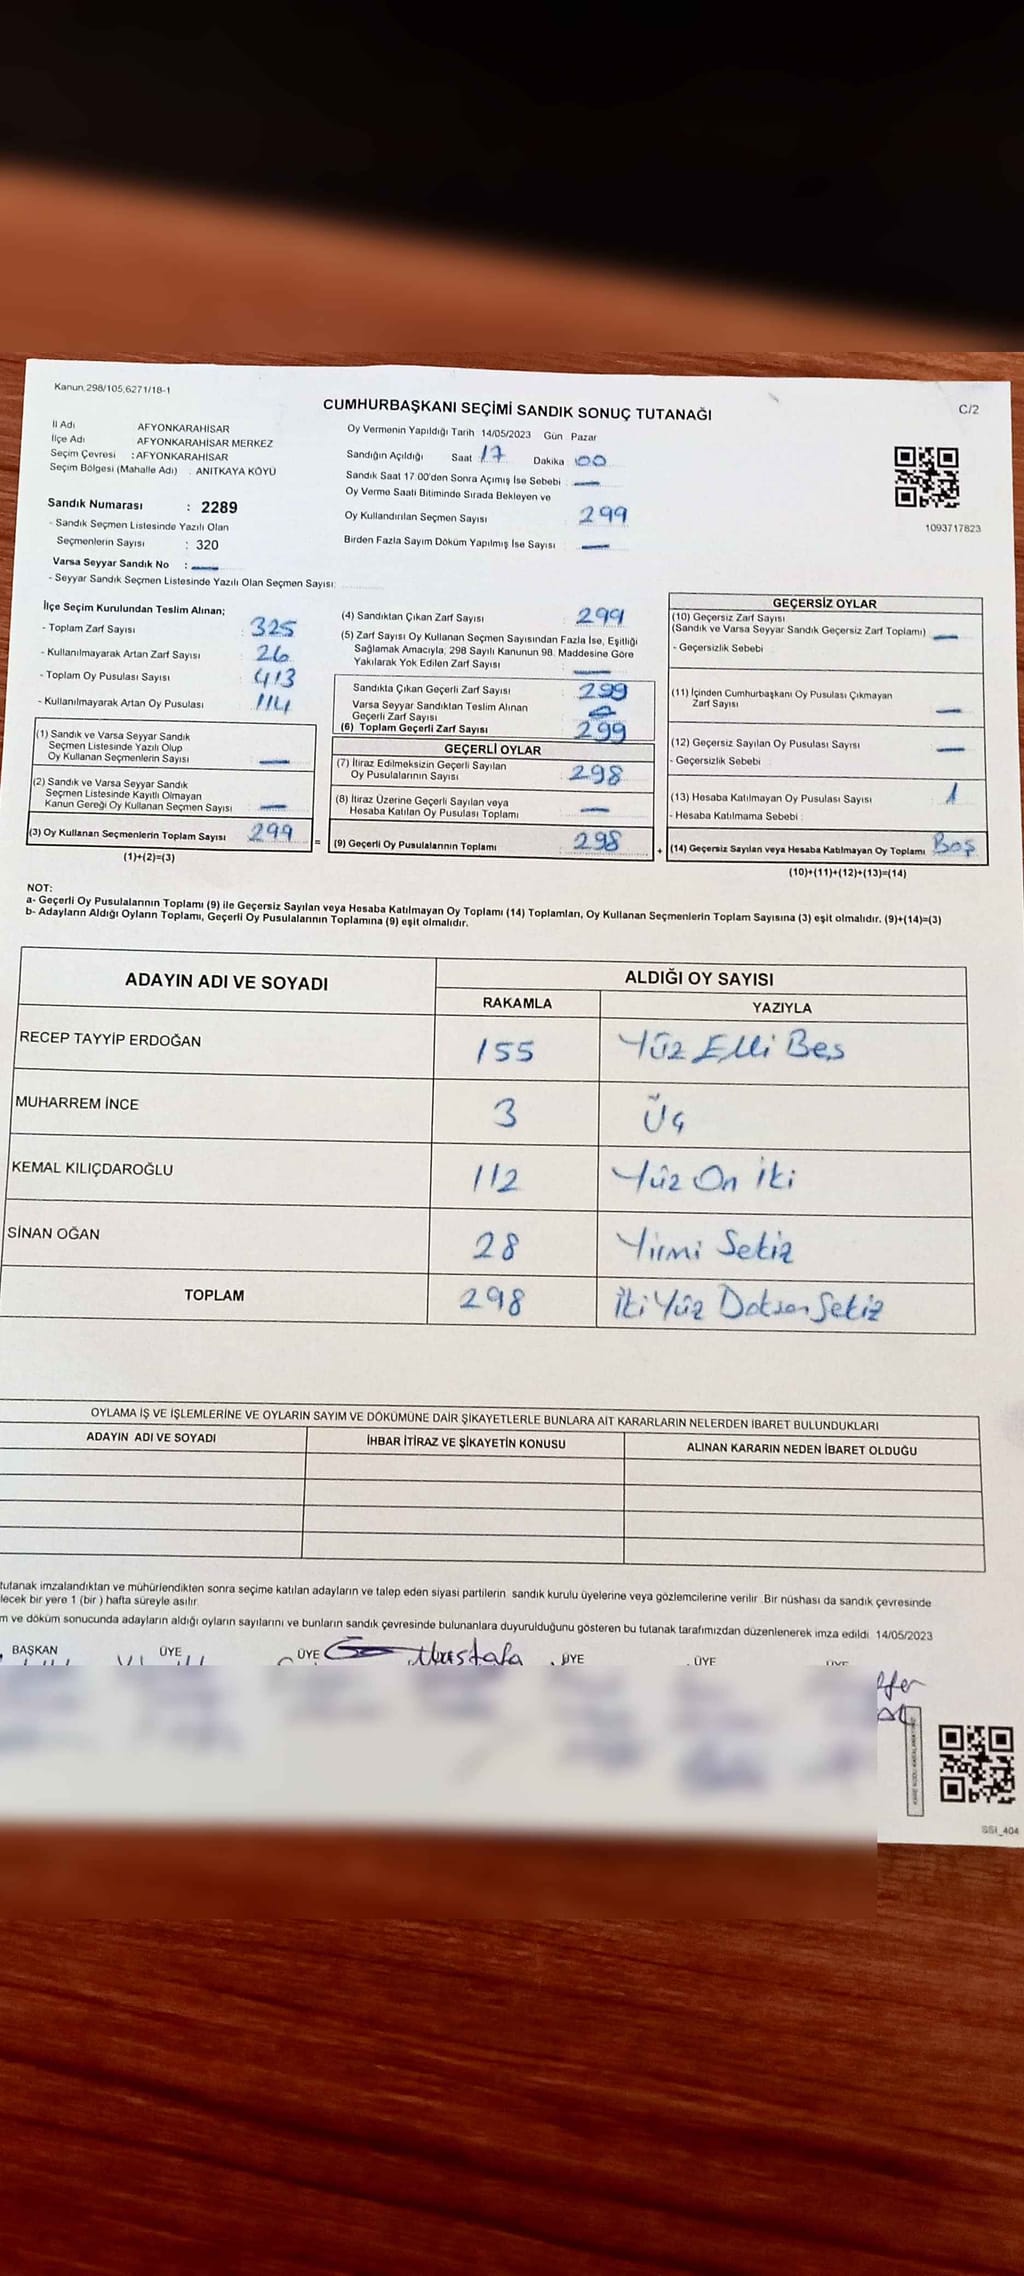 Kanun.298/105,6271/18-1
C/2
CUMHURBAŞKANI SEÇİMİ SANDIK SONUÇ TUTANAĞI
İl Adı AFYONKARAHİSAR
İlçe Adı AFYONKARAHİSAR MERKEZ
Seçim Çevresi : AFYONKARAHİSAR
Seçim Bölgesi (Mahalle Adı) : ANITKAYA KÖYÜ
Sandık Numarası : 2289
- Sandık Seçmen Listesinde Yazılı Olan
Seçmenlerin Sayısı : 320
Varsa Seyyar Sandık No : —
- Seyyar Sandık Seçmen Listesinde Yazılı Olan Seçmen Sayısı:
Oy Vermenin Yapıldığı Tarih 14/05/2023 Gün Pazar
Sandığın Açıldığı Saat 17 Dakika 00
Sandık Saat 17:00'den Sonra Açımış İse Sebebi : —
Oy Verme Saati Bitiminde Sırada Bekleyen ve
Oy Kullandırılan Seçmen Sayısı : 299
Birden Fazla Sayım Döküm Yapılmış İse Sayısı : —
1093717823
İlçe Seçim Kurulundan Teslim Alınan;
- Toplam Zarf Sayısı : 325
- Kullanılmayarak Artan Zarf Sayısı : 26
- Toplam Oy Pusulası Sayısı : 413
- Kullanılmayarak Artan Oy Pusulası : 114
(1) Sandık ve Varsa Seyyar Sandık
Seçmen Listesinde Yazılı Olup
Oy Kullanan Seçmenlerin Sayısı —
(2) Sandık ve Varsa Seyyar Sandık
Seçmen Listesinde Kayıtlı Olmayan
Kanun Gereği Oy Kullanan Seçmen Sayısı —
(3) Oy Kullanan Seçmenlerin Toplam Sayısı 299 =
(1)+(2)=(3)
(4) Sandıktan Çıkan Zarf Sayısı : 299
(5) Zarf Sayısı Oy Kullanan Seçmen Sayısından Fazla İse, Eşitliği
Sağlamak Amacıyla, 298 Sayılı Kanunun 98. Maddesine Göre
Yakılarak Yok Edilen Zarf Sayısı —
Sandıkta Çıkan Geçerli Zarf Sayısı : 299
Varsa Seyyar Sandıktan Teslim Alınan
Geçerli Zarf Sayısı
(6) Toplam Geçerli Zarf Sayısı : 299
GEÇERLİ OYLAR
(7) İtiraz Edilmeksizin Geçerli Sayılan
Oy Pusulalarının Sayısı : 298
(8) İtiraz Üzerine Geçerli Sayılan veya
Hesaba Katılan Oy Pusulası Toplamı : —
(9) Geçerli Oy Pusulalarının Toplamı : 298 +
GEÇERSİZ OYLAR
(10) Geçersiz Zarf Sayısı
(Sandık ve Varsa Seyyar Sandık Geçersiz Zarf Toplamı) —
- Geçersizlik Sebebi :
(11) İçinden Cumhurbaşkanı Oy Pusulası Çıkmayan
Zarf Sayısı : —
(12) Geçersiz Sayılan Oy Pusulası Sayısı : —
- Geçersizlik Sebebi :
(13) Hesaba Katılmayan Oy Pusulası Sayısı : 1
- Hesaba Katılmama Sebebi :
(14) Geçersiz Sayılan veya Hesaba Katılmayan Oy Toplamı Boş
(10)+(11)+(12)+(13)=(14)
NOT:
a- Geçerli Oy Pusulalarının Toplamı (9) ile Geçersiz Sayılan veya Hesaba Katılmayan Oy Toplamı (14) Toplamları, Oy Kullanan Seçmenlerin Toplam Sayısına (3) eşit olmalıdır. (9)+(14)=(3)
b- Adayların Aldığı Oyların Toplamı, Geçerli Oy Pusulalarının Toplamına (9) eşit olmalıdır.
ADAYIN ADI VE SOYADI ALDIĞI OY SAYISI
RAKAMLA YAZIYLA
RECEP TAYYİP ERDOĞAN 155 Yüz Elli Beş
MUHARREM İNCE 3 Üç
KEMAL KILIÇDAROĞLU 112 Yüz On İki
SİNAN OĞAN 28 Yirmi Sekiz
TOPLAM 298 İki Yüz Doksan Sekiz
OYLAMA İŞ VE İŞLEMLERİNE VE OYLARIN SAYIM VE DÖKÜMÜNE DAİR ŞİKAYETLERLE BUNLARA AİT KARARLARIN NELERDEN İBARET BULUNDUKLARI
ADAYIN ADI VE SOYADI İHBAR İTİRAZ VE ŞİKAYETİN KONUSU ALINAN KARARIN NEDEN İBARET OLDUĞU
tutanak imzalandıktan ve mühürlendikten sonra seçime katılan adayların ve talep eden siyasi partilerin sandık kurulu üyelerine veya gözlemcilerine verilir. Bir nüshası da sandık çevresinde
lecek bir yere 1 (bir ) hafta süreyle asılır.
m ve döküm sonucunda adayların aldığı oyların sayılarını ve bunların sandık çevresinde bulunanlara duyurulduğunu gösteren bu tutanak tarafımızdan düzenlenerek imza edildi. 14/05/2023
BAŞKAN ÜYE ÜYE Mustafa ÜYE ÜYE ÜYE
SSI_404